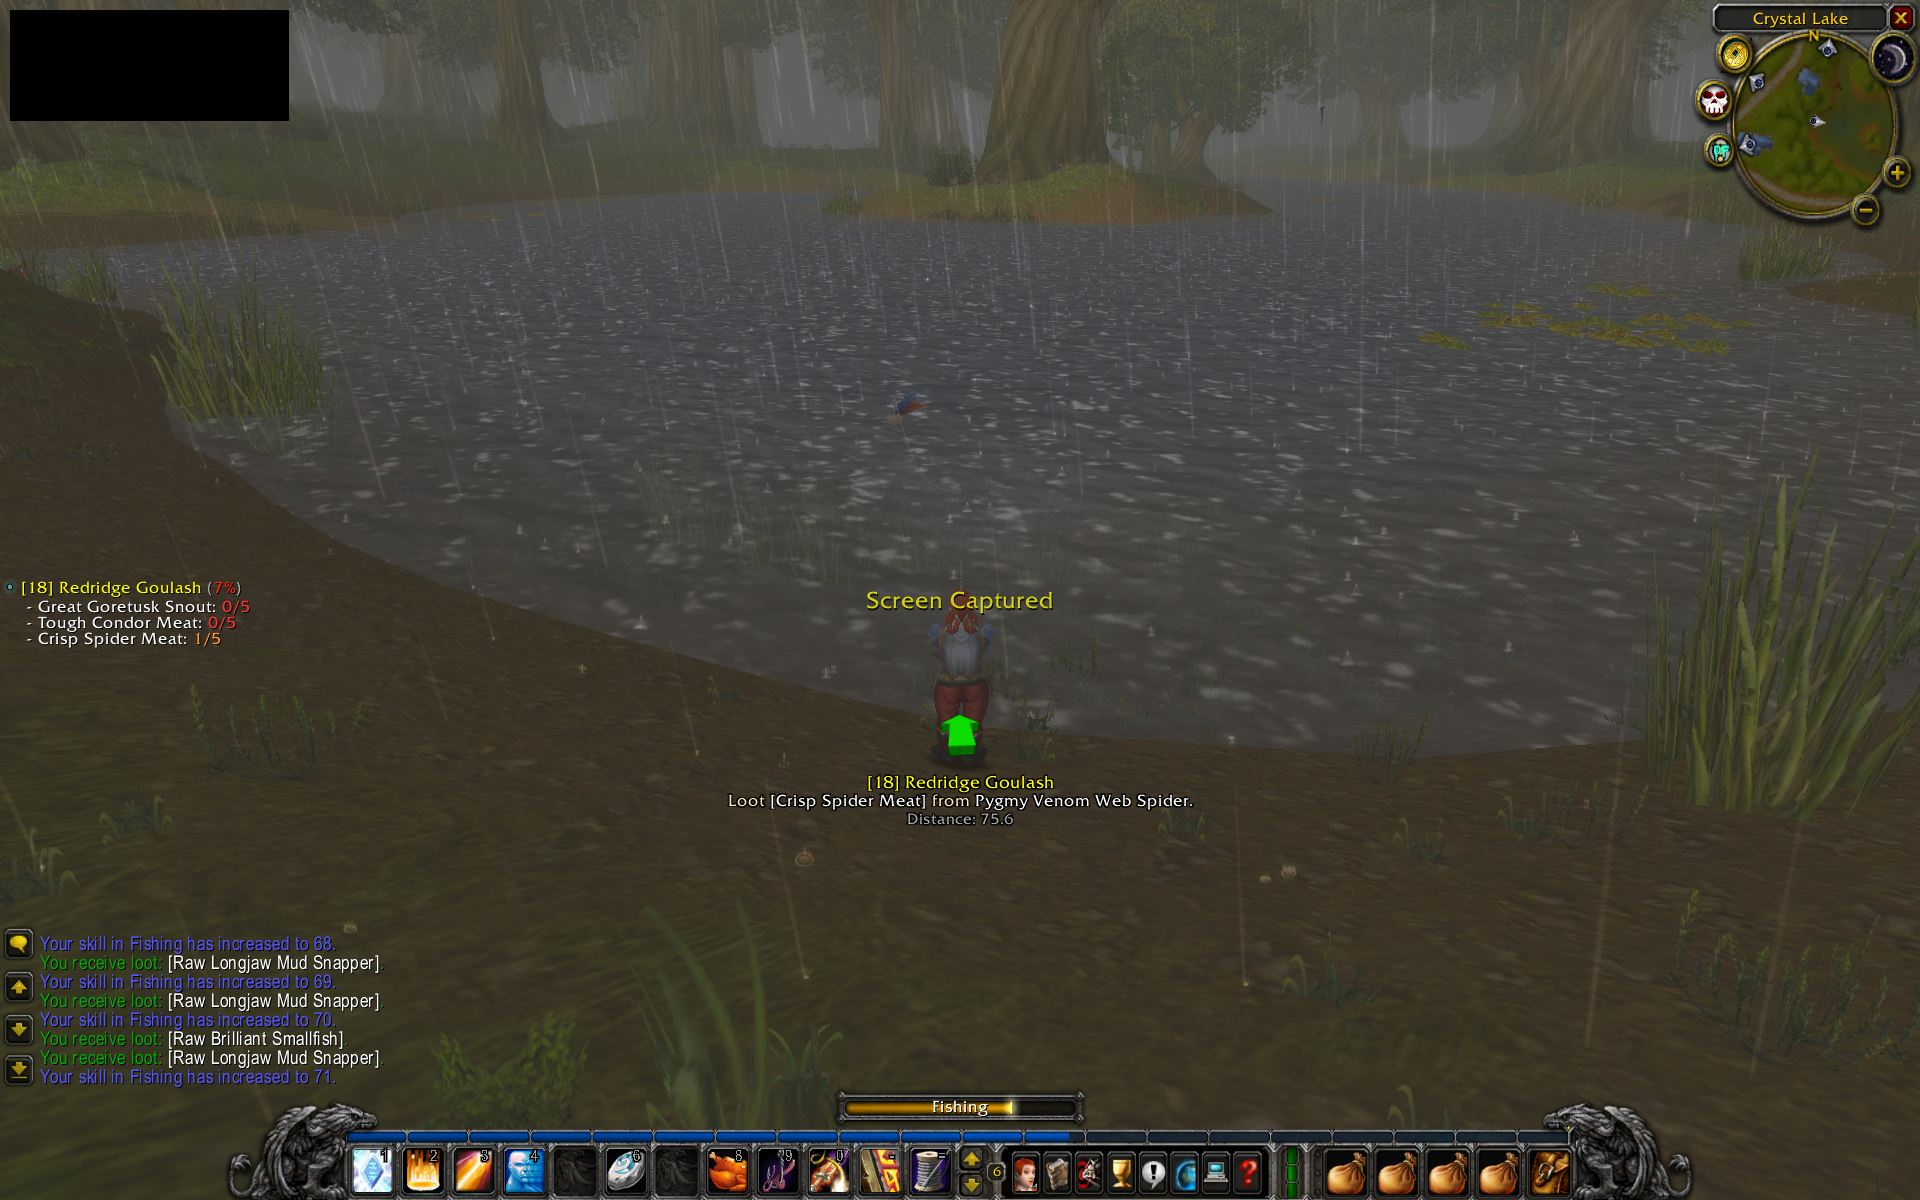 Crystal Lake
N
Screen Captured
[18] Redridge Goulash (7%)
- Great Goretusk Snout: 0/5
- Tough Condor Meat: 0/5
- Crisp Spider Meat: 1/5
[18] Redridge Goulash
Loot [Crisp Spider Meat] from Pygmy Venom Web Spider.
Distance: 75.6
Your skill in Fishing has increased to 68.
You receive loot: [Raw Longjaw Mud Snapper].
Your skill in Fishing has increased to 69.
You receive loot: [Raw Longjaw Mud Snapper].
Your skill in Fishing has increased to 70.
You receive loot: [Raw Brilliant Smallfish].
You receive loot: [Raw Longjaw Mud Snapper].
Your skill in Fishing has increased to 71.
Fishing
1 2 3 4 6 8 9 0 - = 6